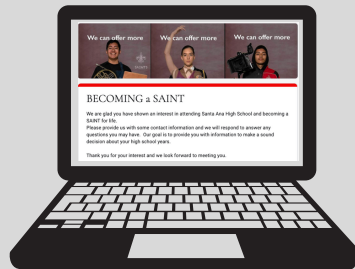 We can offer more We can offer more We can offer more
BECOMING a SAINT
We are glad you have shown an interest in attending Santa Ana High School and becoming a
SAINT for life.
Please provide us with some contact information and we will respond to answer any
questions you may have. Our goal is to provide you with information to make a sound
decision about your high school years.
Thank you for your interest and we look forward to meeting you.